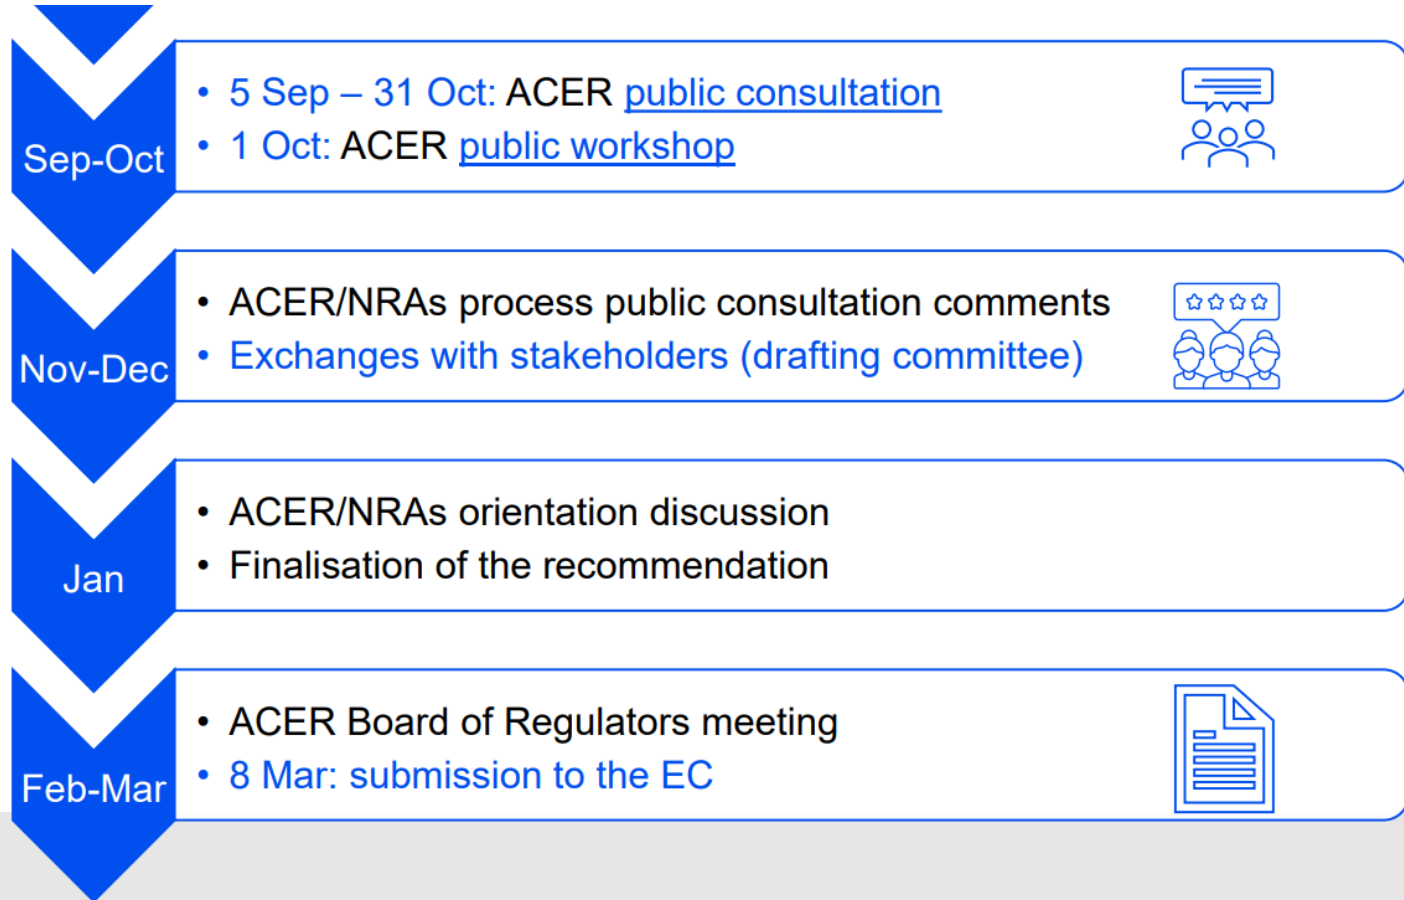 Sep-Oct
• 5 Sep – 31 Oct: ACER public consultation
• 1 Oct: ACER public workshop
Nov-Dec
• ACER/NRAs process public consultation comments
• Exchanges with stakeholders (drafting committee)
Jan
• ACER/NRAs orientation discussion
• Finalisation of the recommendation
Feb-Mar
• ACER Board of Regulators meeting
• 8 Mar: submission to the EC